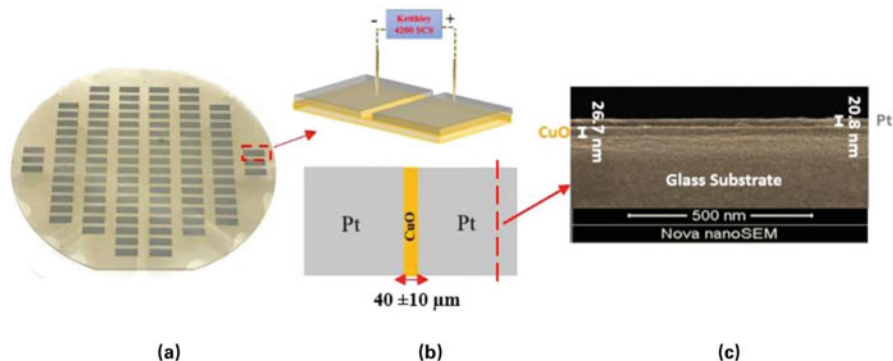 -
Keithley
4200 SCS
+
Pt
CuO
Pt
40 ±10 μm
26.7 nm
20.8 nm
CuO
Pt
Glass Substrate
500 nm
Nova nanoSEM
(a)
(b)
(c)